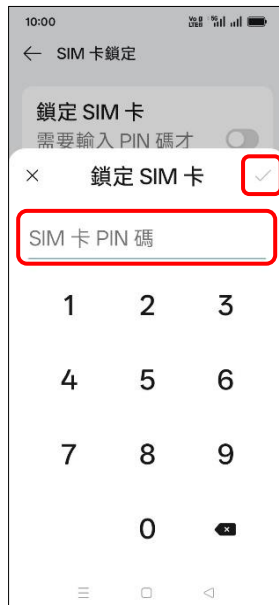 10:00
SIM 卡鎖定
鎖定 SIM 卡
需要輸入 PIN 碼才
鎖定 SIM 卡
SIM 卡 PIN 碼
1 2 3
4 5 6
7 8 9
0